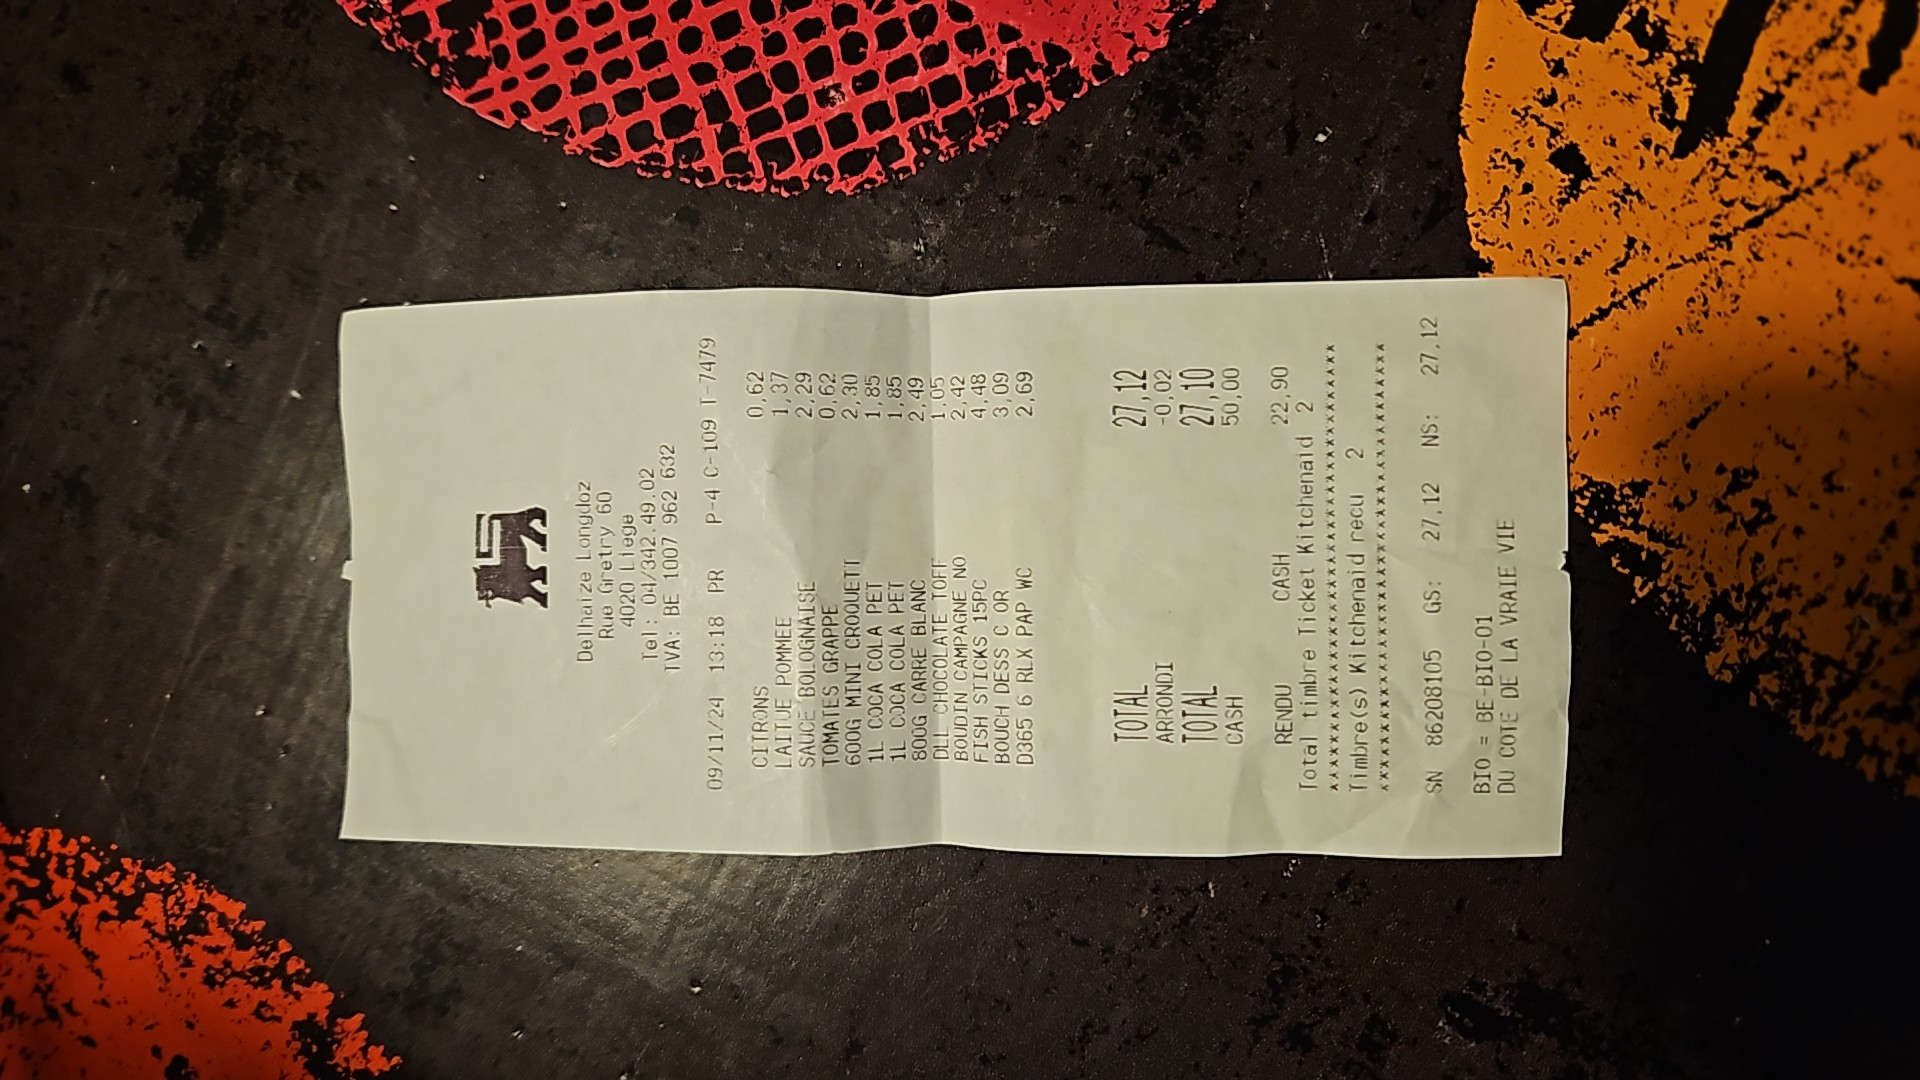 Delhaize Longdoz
Rue Gretry 60
4020 Liege
Tel: 04/342.49.02
TVA: BE 1007 962 632
09/11/24 13:18 PR P-4 C-109 T-7479
CITRONS 0,62
LAITUE POMMEE 1,37
SAUCE BOLOGNAISE 2,29
TOMATES GRAPPE 0,62
600G MINI CROQUETT 2,30
1L COCA COLA PET 1,85
1L COCA COLA PET 1,85
800G CARRE BLANC 2,49
DLL CHOCOLATE TOFF 1,05
BOUDIN CAMPAGNE NO 2,42
FISH STICKS 15PC 4,48
BOUCH DESS C OR 3,09
D365 6 RLX PAP WC 2,69
TOTAL 27,12
ARRONDI -0,02
TOTAL 27,10
CASH 50,00
RENDU CASH 22,90
Total timbre Ticket Kitchenaid 2
***************************************
Timbre(s) Kitchenaid recu 2
***************************************
SN 86208105 GS: 27,12 NS: 27,12
BIO = BE-BIO-01
DU COTE DE LA VRAIE VIE